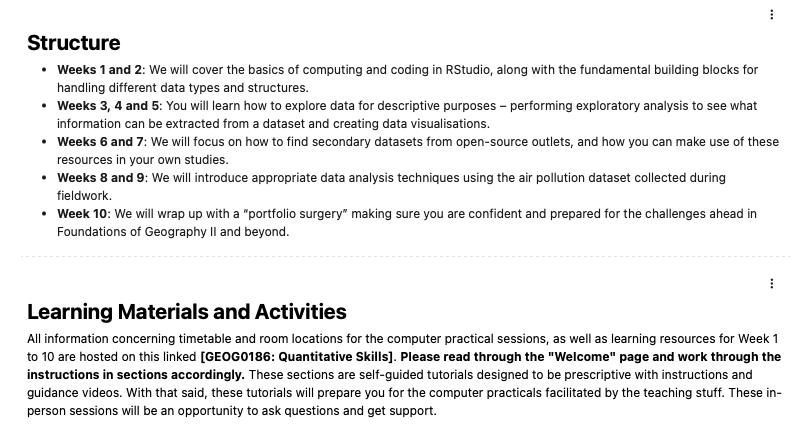 Structure
• Weeks 1 and 2: We will cover the basics of computing and coding in RStudio, along with the fundamental building blocks for
handling different data types and structures.
• Weeks 3, 4 and 5: You will learn how to explore data for descriptive purposes – performing exploratory analysis to see what
information can be extracted from a dataset and creating data visualisations.
• Weeks 6 and 7: We will focus on how to find secondary datasets from open-source outlets, and how you can make use of these
resources in your own studies.
• Weeks 8 and 9: We will introduce appropriate data analysis techniques using the air pollution dataset collected during
fieldwork.
• Week 10: We will wrap up with a “portfolio surgery” making sure you are confident and prepared for the challenges ahead in
Foundations of Geography II and beyond.
Learning Materials and Activities
All information concerning timetable and room locations for the computer practical sessions, as well as learning resources for Week 1
to 10 are hosted on this linked [GEOG0186: Quantitative Skills]. Please read through the "Welcome" page and work through the
instructions in sections accordingly. These sections are self-guided tutorials designed to be prescriptive with instructions and
guidance videos. With that said, these tutorials will prepare you for the computer practicals facilitated by the teaching stuff. These in-
person sessions will be an opportunity to ask questions and get support.